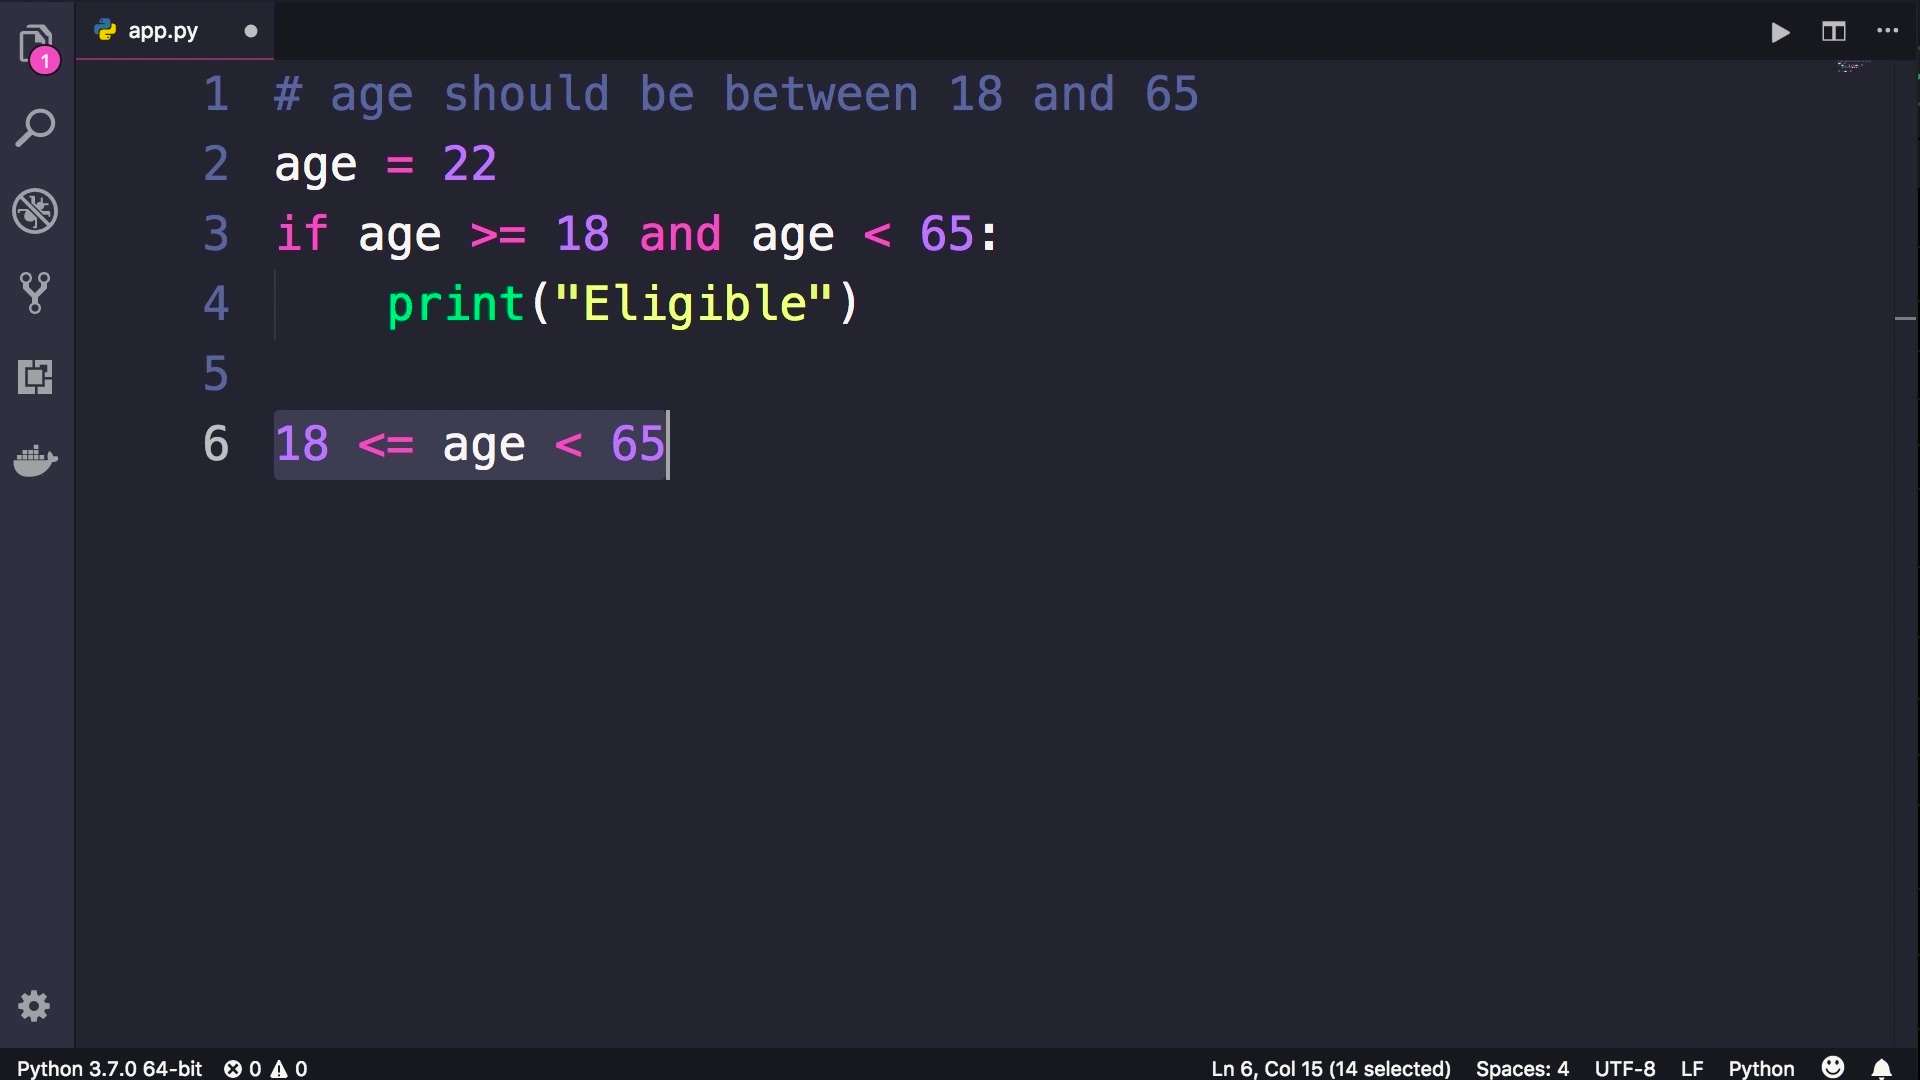 app.py
1
1 # age should be between 18 and 65
2 age = 22
3 if age >= 18 and age < 65:
4     print("Eligible")
5
6 18 <= age < 65
Python 3.7.0 64-bit 0 0 Ln 6, Col 15 (14 selected) Spaces: 4 UTF-8 LF Python